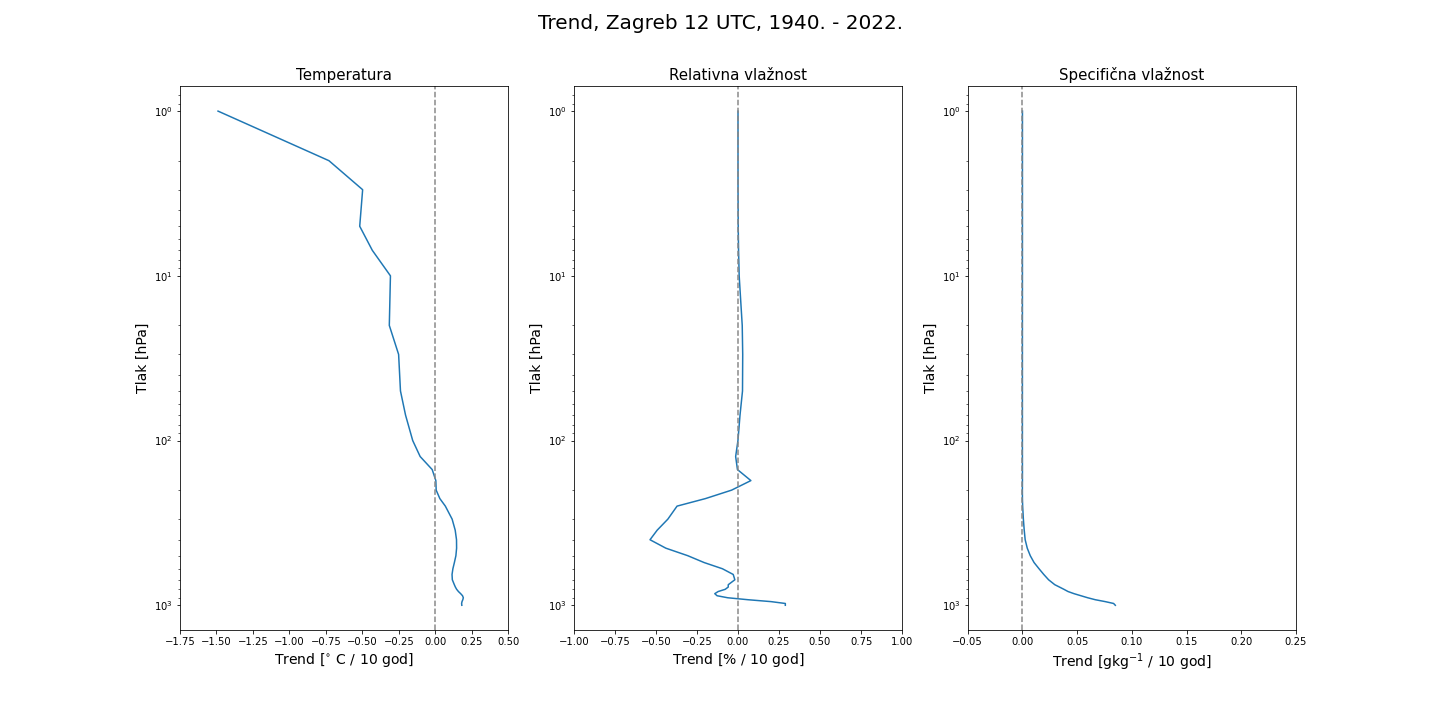 Trend, Zagreb 12 UTC, 1940. - 2022.
Temperatura
10⁰
10¹
10²
10³
Tlak [hPa]
−1.75 −1.50 −1.25 −1.00 −0.75 −0.50 −0.25 0.00 0.25 0.50
Trend [° C / 10 god]
Relativna vlažnost
10⁰
10¹
10²
10³
Tlak [hPa]
−1.00 −0.75 −0.50 −0.25 0.00 0.25 0.50 0.75 1.00
Trend [% / 10 god]
Specifična vlažnost
10⁰
10¹
10²
10³
Tlak [hPa]
−0.05 0.00 0.05 0.10 0.15 0.20 0.25
Trend [gkg⁻¹ / 10 god]